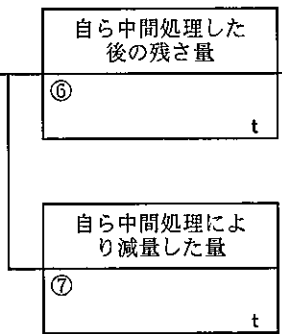 自ら中間処理した
後の残さ量
⑥
t
自ら中間処理によ
り減量した量
⑦
t